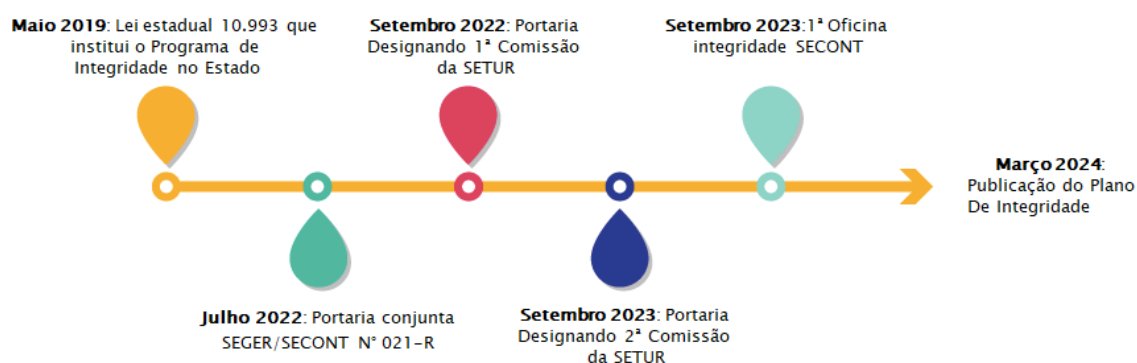 Maio 2019: Lei estadual 10.993 que
institui o Programa de
Integridade no Estado
Julho 2022: Portaria conjunta
SEGER/SECONT N° 021-R
Setembro 2022: Portaria
Designando 1ª Comissão
da SETUR
Setembro 2023: Portaria
Designando 2ª Comissão
da SETUR
Setembro 2023:1ª Oficina
integridade SECONT
Março 2024:
Publicação do Plano
De Integridade